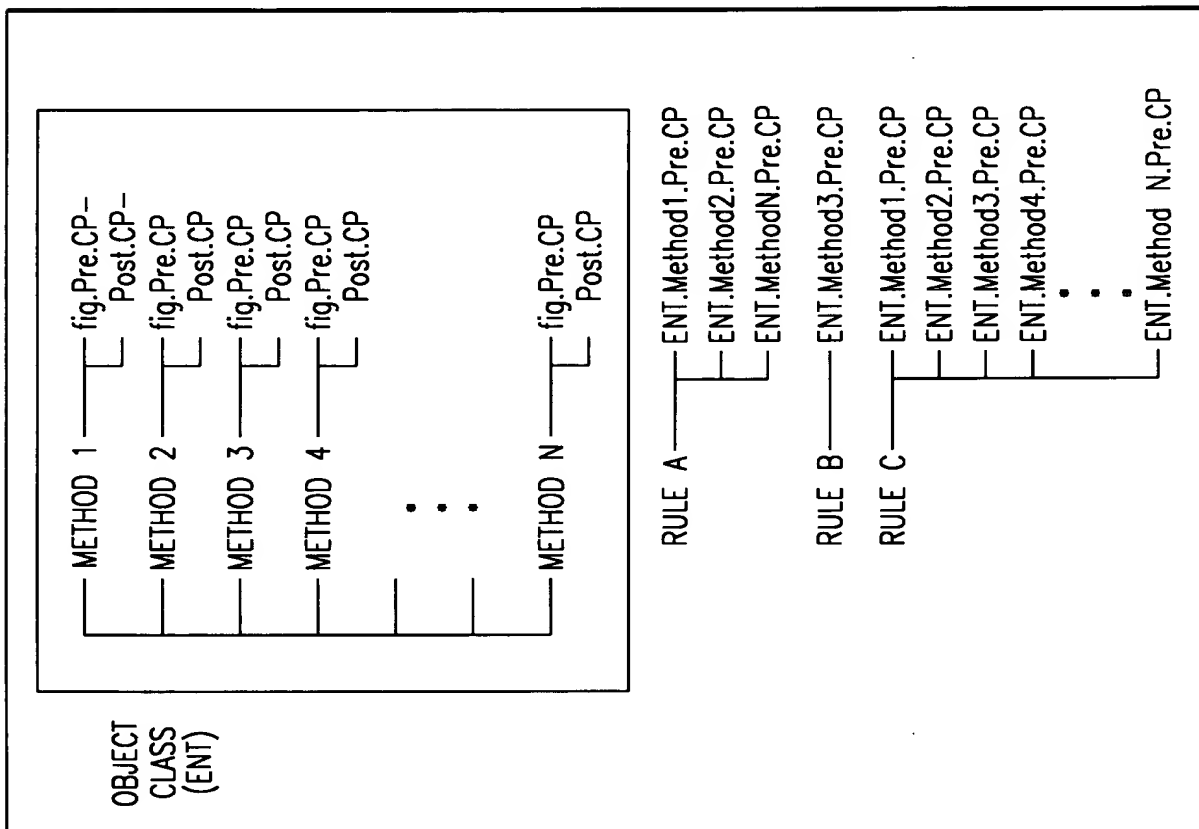 OBJECT
CLASS
(ENT)
METHOD 1 fig.Pre.CP-
Post.CP-
METHOD 2 fig.Pre.CP
Post.CP
METHOD 3 fig.Pre.CP
Post.CP
METHOD 4 fig.Pre.CP
Post.CP
METHOD N fig.Pre.CP
Post.CP
RULE A ENT.Method1.Pre.CP
ENT.Method2.Pre.CP
ENT.MethodN.Pre.CP
RULE B ENT.Method3.Pre.CP
RULE C ENT.Method1.Pre.CP
ENT.Method2.Pre.CP
ENT.Method3.Pre.CP
ENT.Method4.Pre.CP
ENT.Method N.Pre.CP